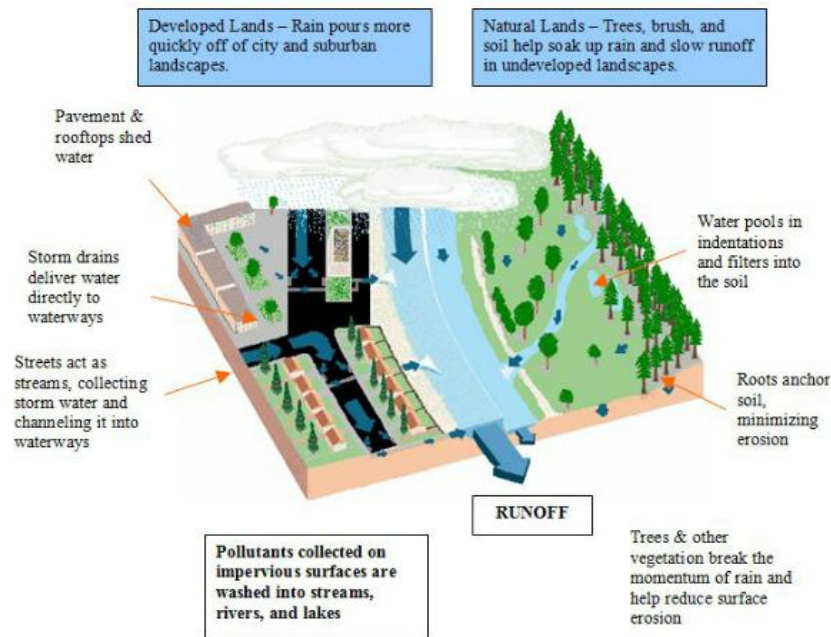 Developed Lands – Rain pours more
quickly off of city and suburban
landscapes.
Natural Lands – Trees, brush, and
soil help soak up rain and slow runoff
in undeveloped landscapes.
Pavement &
rooftops shed
water
Storm drains
deliver water
directly to
waterways
Streets act as
streams, collecting
storm water and
channeling it into
waterways
Water pools in
indentations
and filters into
the soil
Roots anchor
soil,
minimizing
erosion
RUNOFF
Pollutants collected on
impervious surfaces are
washed into streams,
rivers, and lakes
Trees & other
vegetation break the
momentum of rain and
help reduce surface
erosion